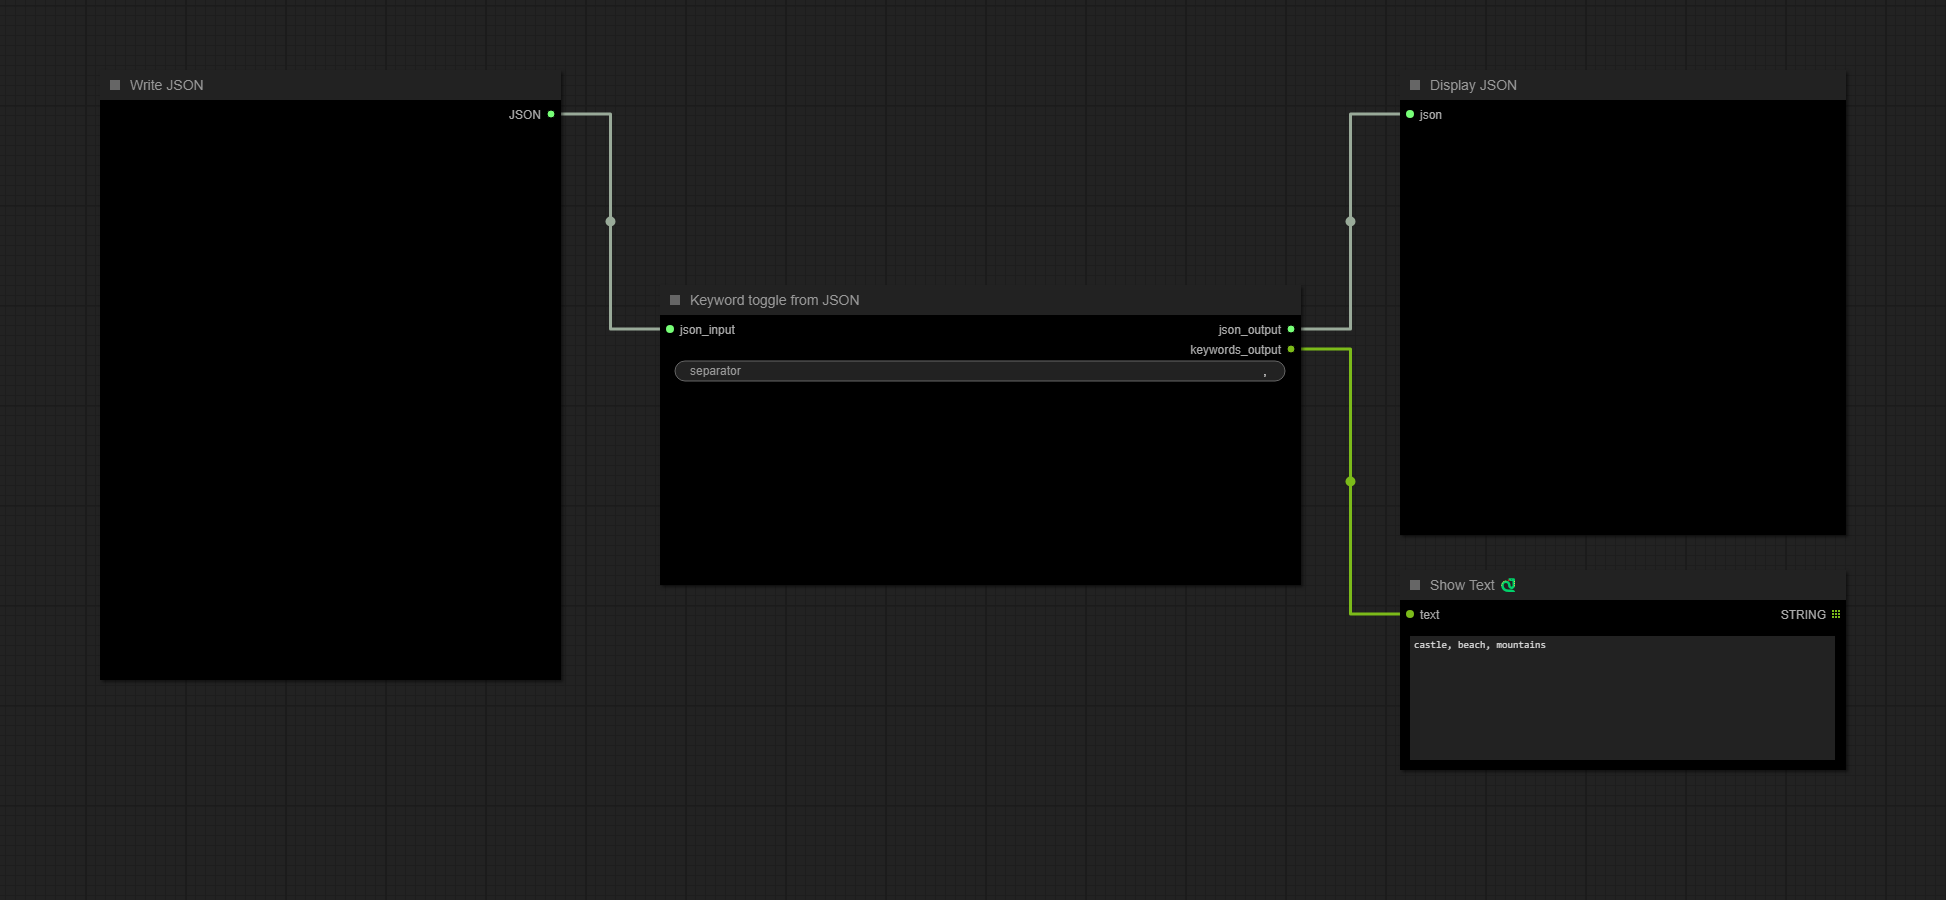 Write JSON
JSON
Keyword toggle from JSON
json_input
json_output
keywords_output
separator ,
Display JSON
json
Show Text
text
STRING
castle, beach, mountains